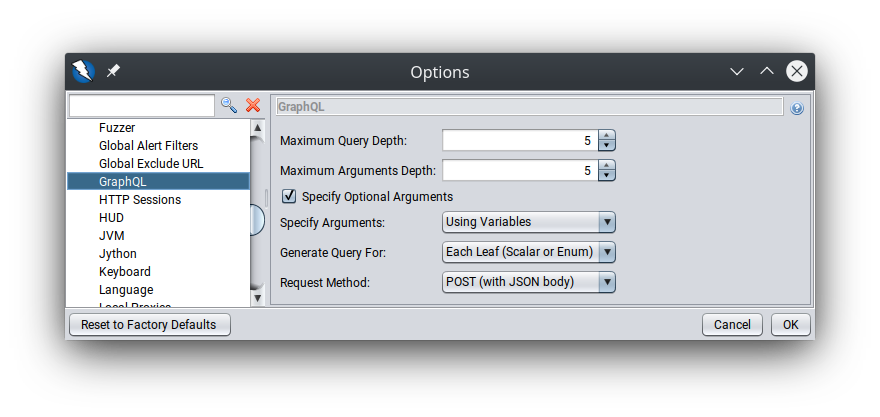 Options
GraphQL
Fuzzer
Global Alert Filters
Global Exclude URL
GraphQL
HTTP Sessions
HUD
JVM
Jython
Keyboard
Language
Local Proxies
Maximum Query Depth: 5
Maximum Arguments Depth: 5
Specify Optional Arguments
Specify Arguments: Using Variables
Generate Query For: Each Leaf (Scalar or Enum)
Request Method: POST (with JSON body)
Reset to Factory Defaults Cancel OK